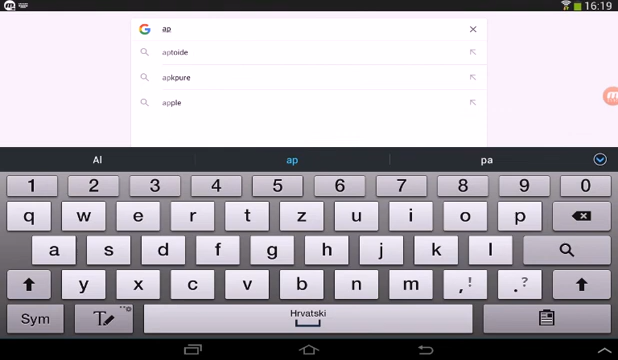 16:19
ap
aptoide
apkpure
apple
Al ap pa
1 2 3 4 5 6 7 8 9 0
q w e r t z u i o p
a s d f g h j k l
y x c v b n m ,! .?
Sym T Hrvatski